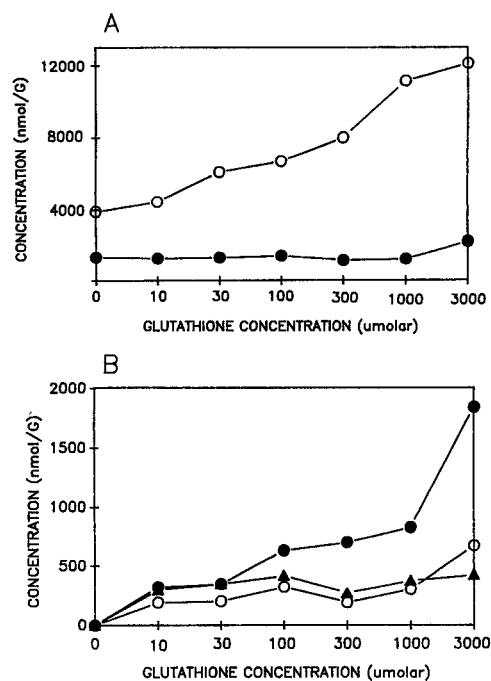 A
CONCENTRATION (nmol/G)
12000
8000
4000
0 10 30 100 300 1000 3000
GLUTATHIONE CONCENTRATION (umolar)
B
CONCENTRATION (nmol/G)
2000
1500
1000
500
0
0 10 30 100 300 1000 3000
GLUTATHIONE CONCENTRATION (umolar)